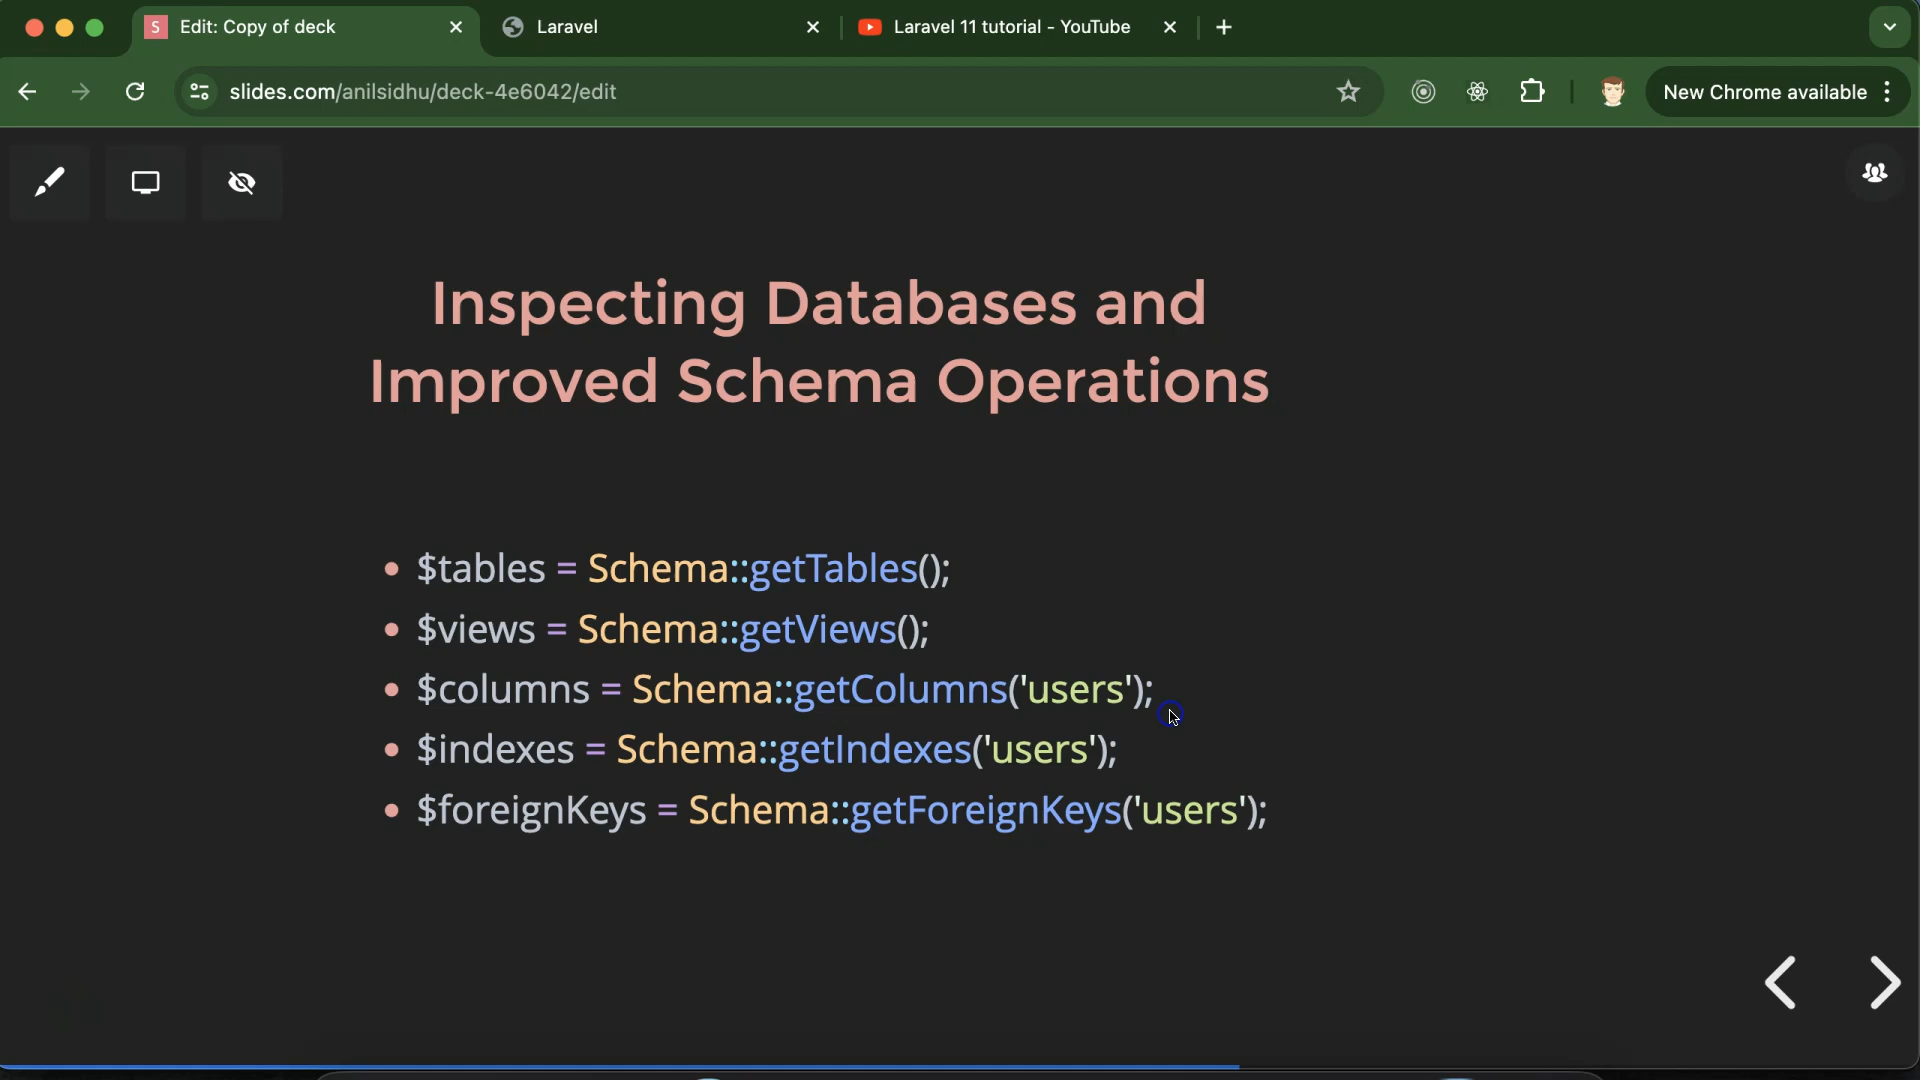 Edit: Copy of deck
Laravel
Laravel 11 tutorial - YouTube
slides.com/anilsidhu/deck-4e6042/edit
New Chrome available
Inspecting Databases and
Improved Schema Operations
• $tables = Schema::getTables();
• $views = Schema::getViews();
• $columns = Schema::getColumns('users');
• $indexes = Schema::getIndexes('users');
• $foreignKeys = Schema::getForeignKeys('users');